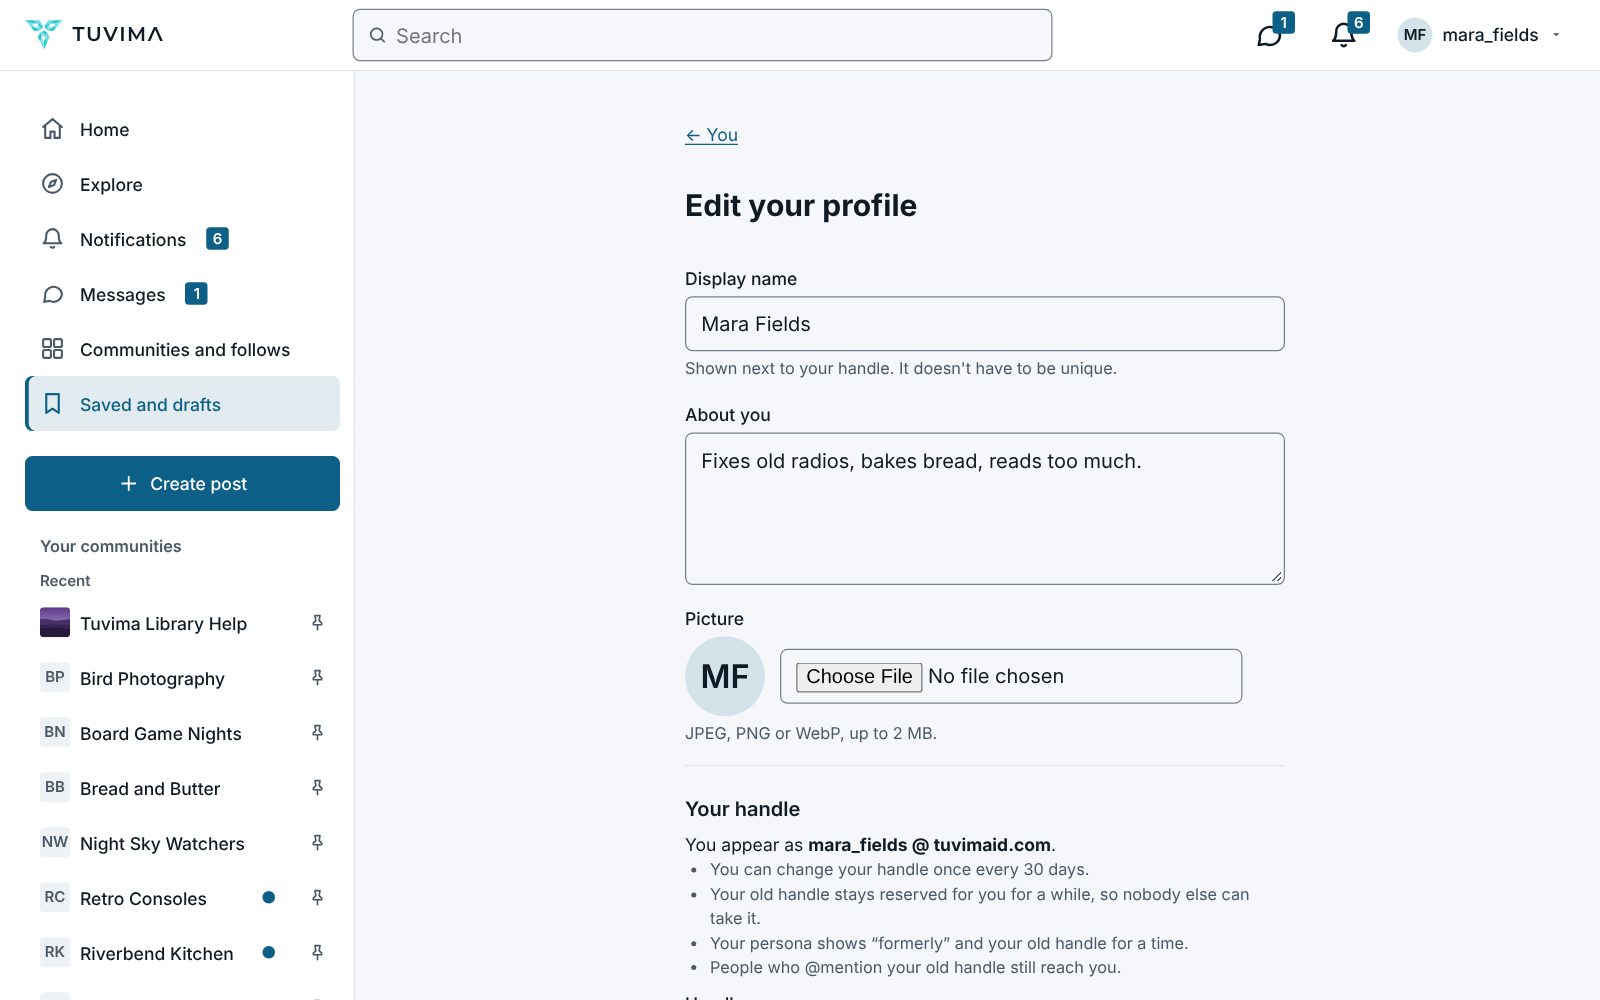 TUVIMA
Search
1
6
MF
mara_fields
Home
Explore
Notifications 6
Messages 1
Communities and follows
Saved and drafts
+ Create post
Your communities
Recent
Tuvima Library Help
BP Bird Photography
BN Board Game Nights
BB Bread and Butter
NW Night Sky Watchers
RC Retro Consoles
RK Riverbend Kitchen
← You
Edit your profile
Display name
Mara Fields
Shown next to your handle. It doesn't have to be unique.
About you
Fixes old radios, bakes bread, reads too much.
Picture
MF
Choose File No file chosen
JPEG, PNG or WebP, up to 2 MB.
Your handle
You appear as mara_fields @ tuvimaid.com.
• You can change your handle once every 30 days.
• Your old handle stays reserved for you for a while, so nobody else can
take it.
• Your persona shows “formerly” and your old handle for a time.
• People who @mention your old handle still reach you.